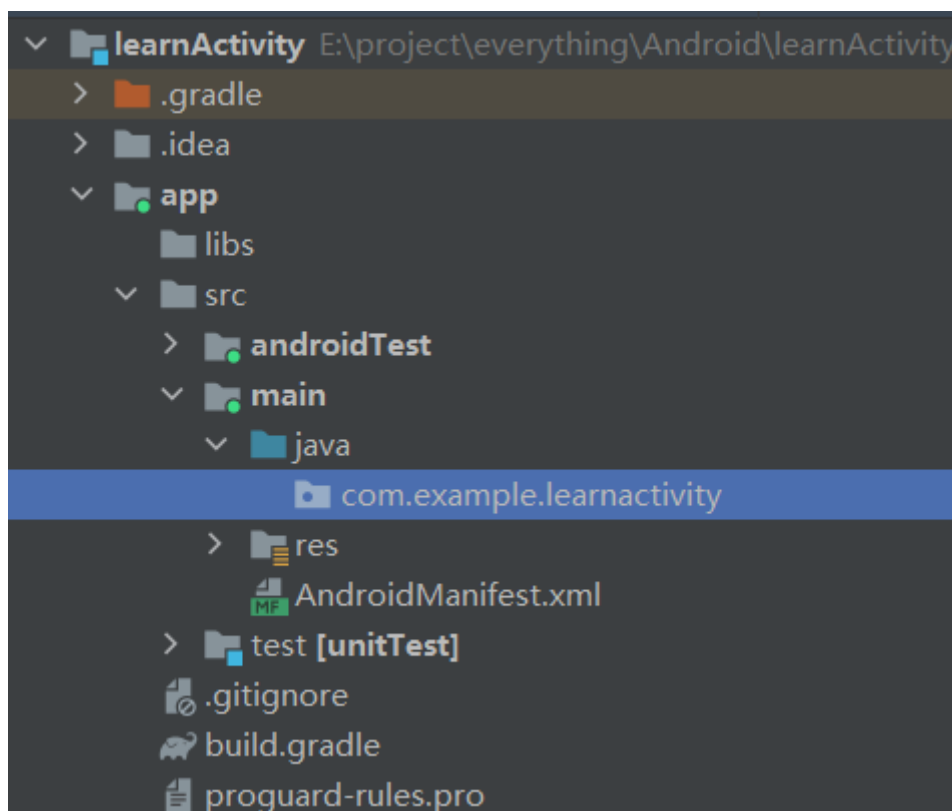 learnActivity E:\project\everything\Android\learnActivity
.gradle
.idea
app
libs
src
androidTest
main
java
com.example.learnactivity
res
MF AndroidManifest.xml
test [unitTest]
.gitignore
build.gradle
proguard-rules.pro